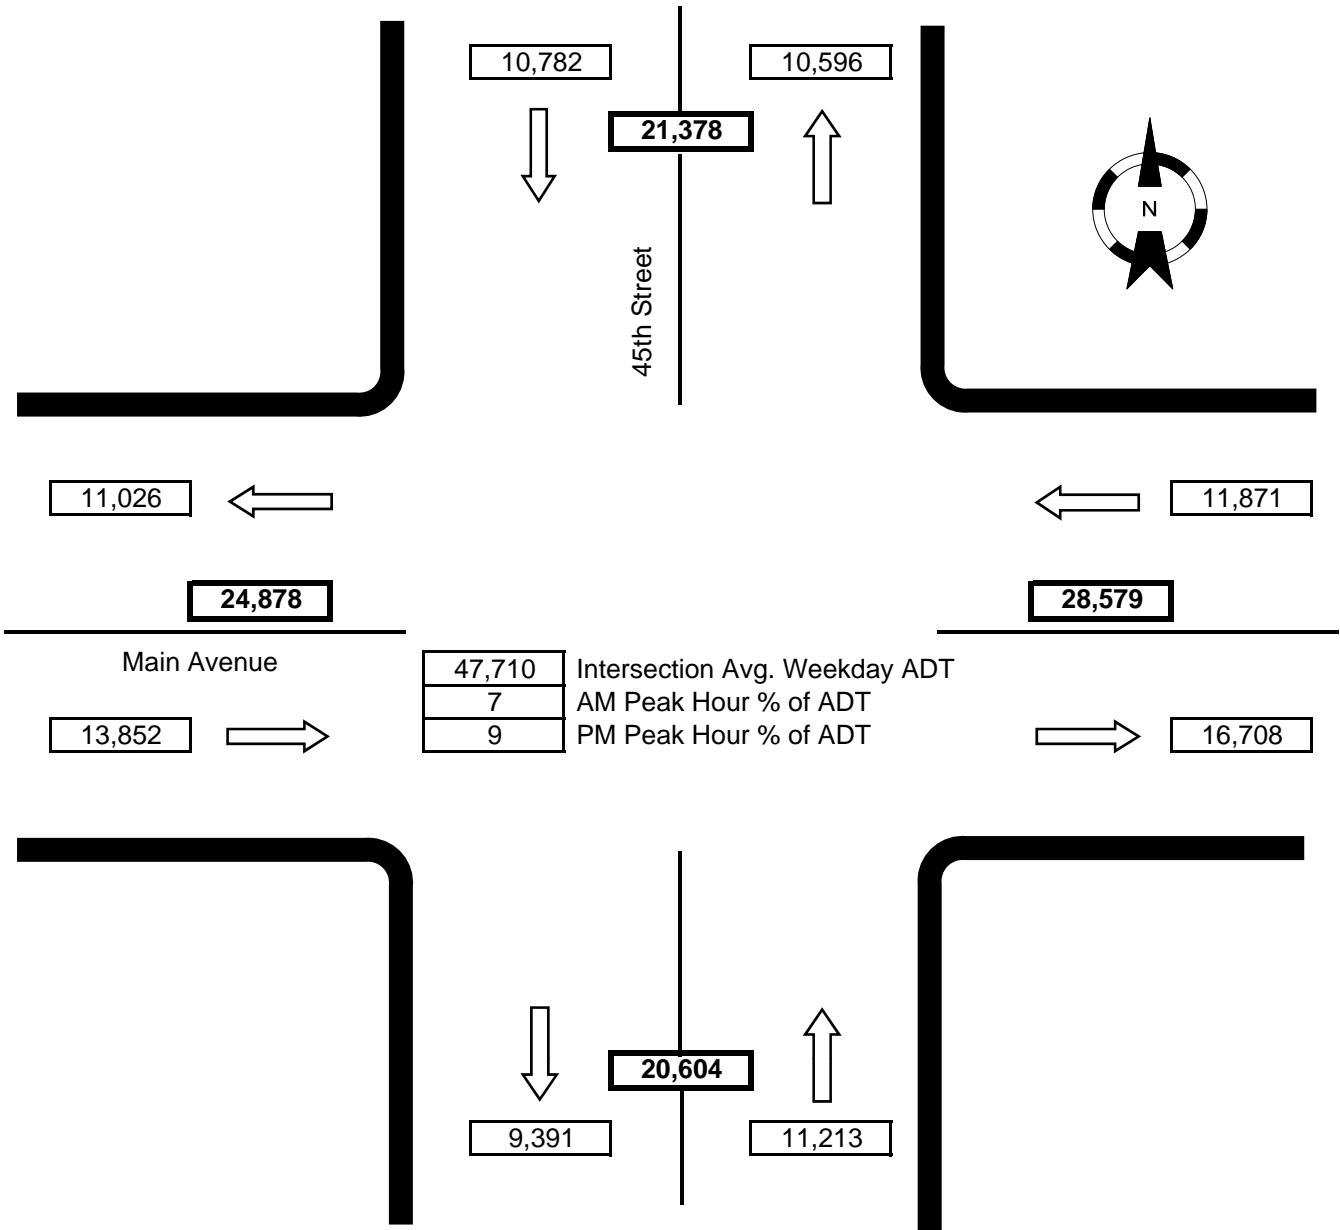 10,782
10,596
21,378
N
45th Street
11,026
11,871
24,878
28,579
Main Avenue
47,710 Intersection Avg. Weekday ADT
7 AM Peak Hour % of ADT
9 PM Peak Hour % of ADT
13,852
16,708
20,604
9,391
11,213